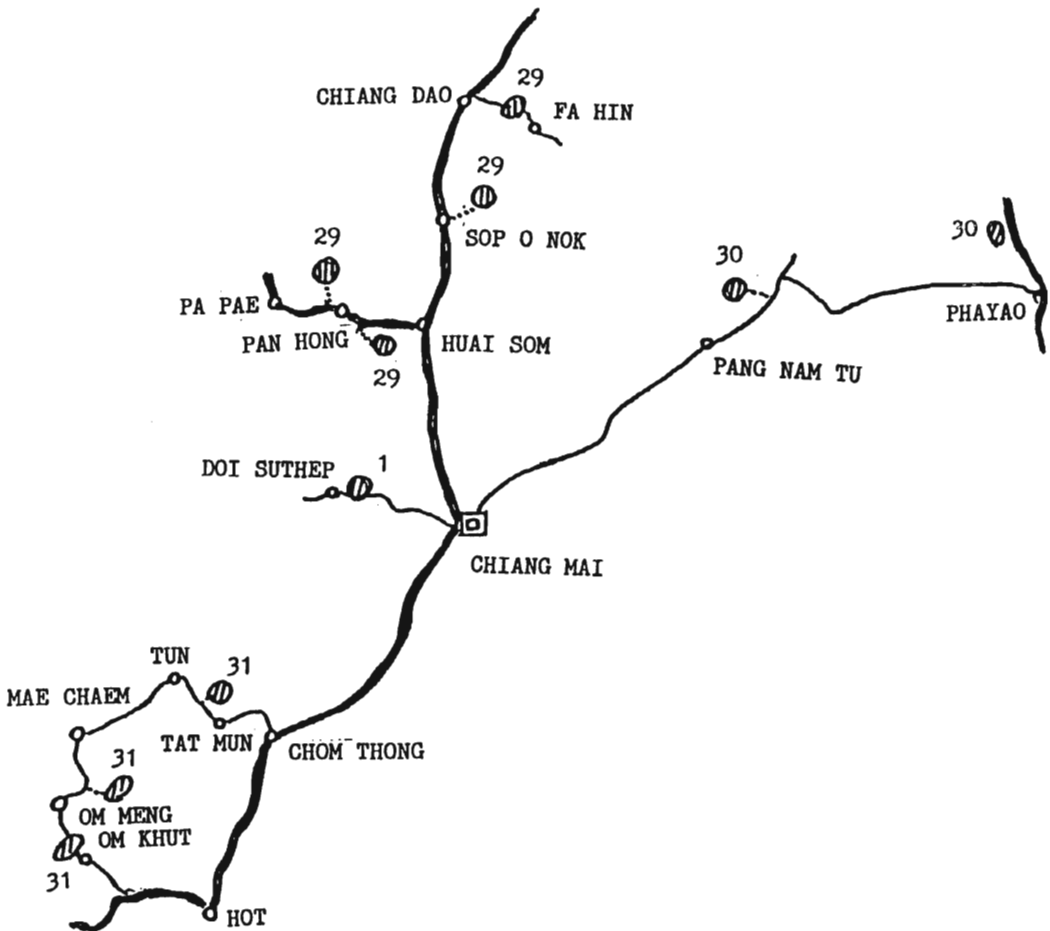 29
CHIANG DAO
FA HIN
29
SOP O NOK
30
29
30
PA PAE
PHAYAO
PAN HONG
HUAI SOM
29
PANG NAM TU
1
DOI SUTHEP
CHIANG MAI
TUN
31
MAE CHAEM
TAT MUN
CHOM THONG
31
OM MENG
OM KHUT
31
HOT